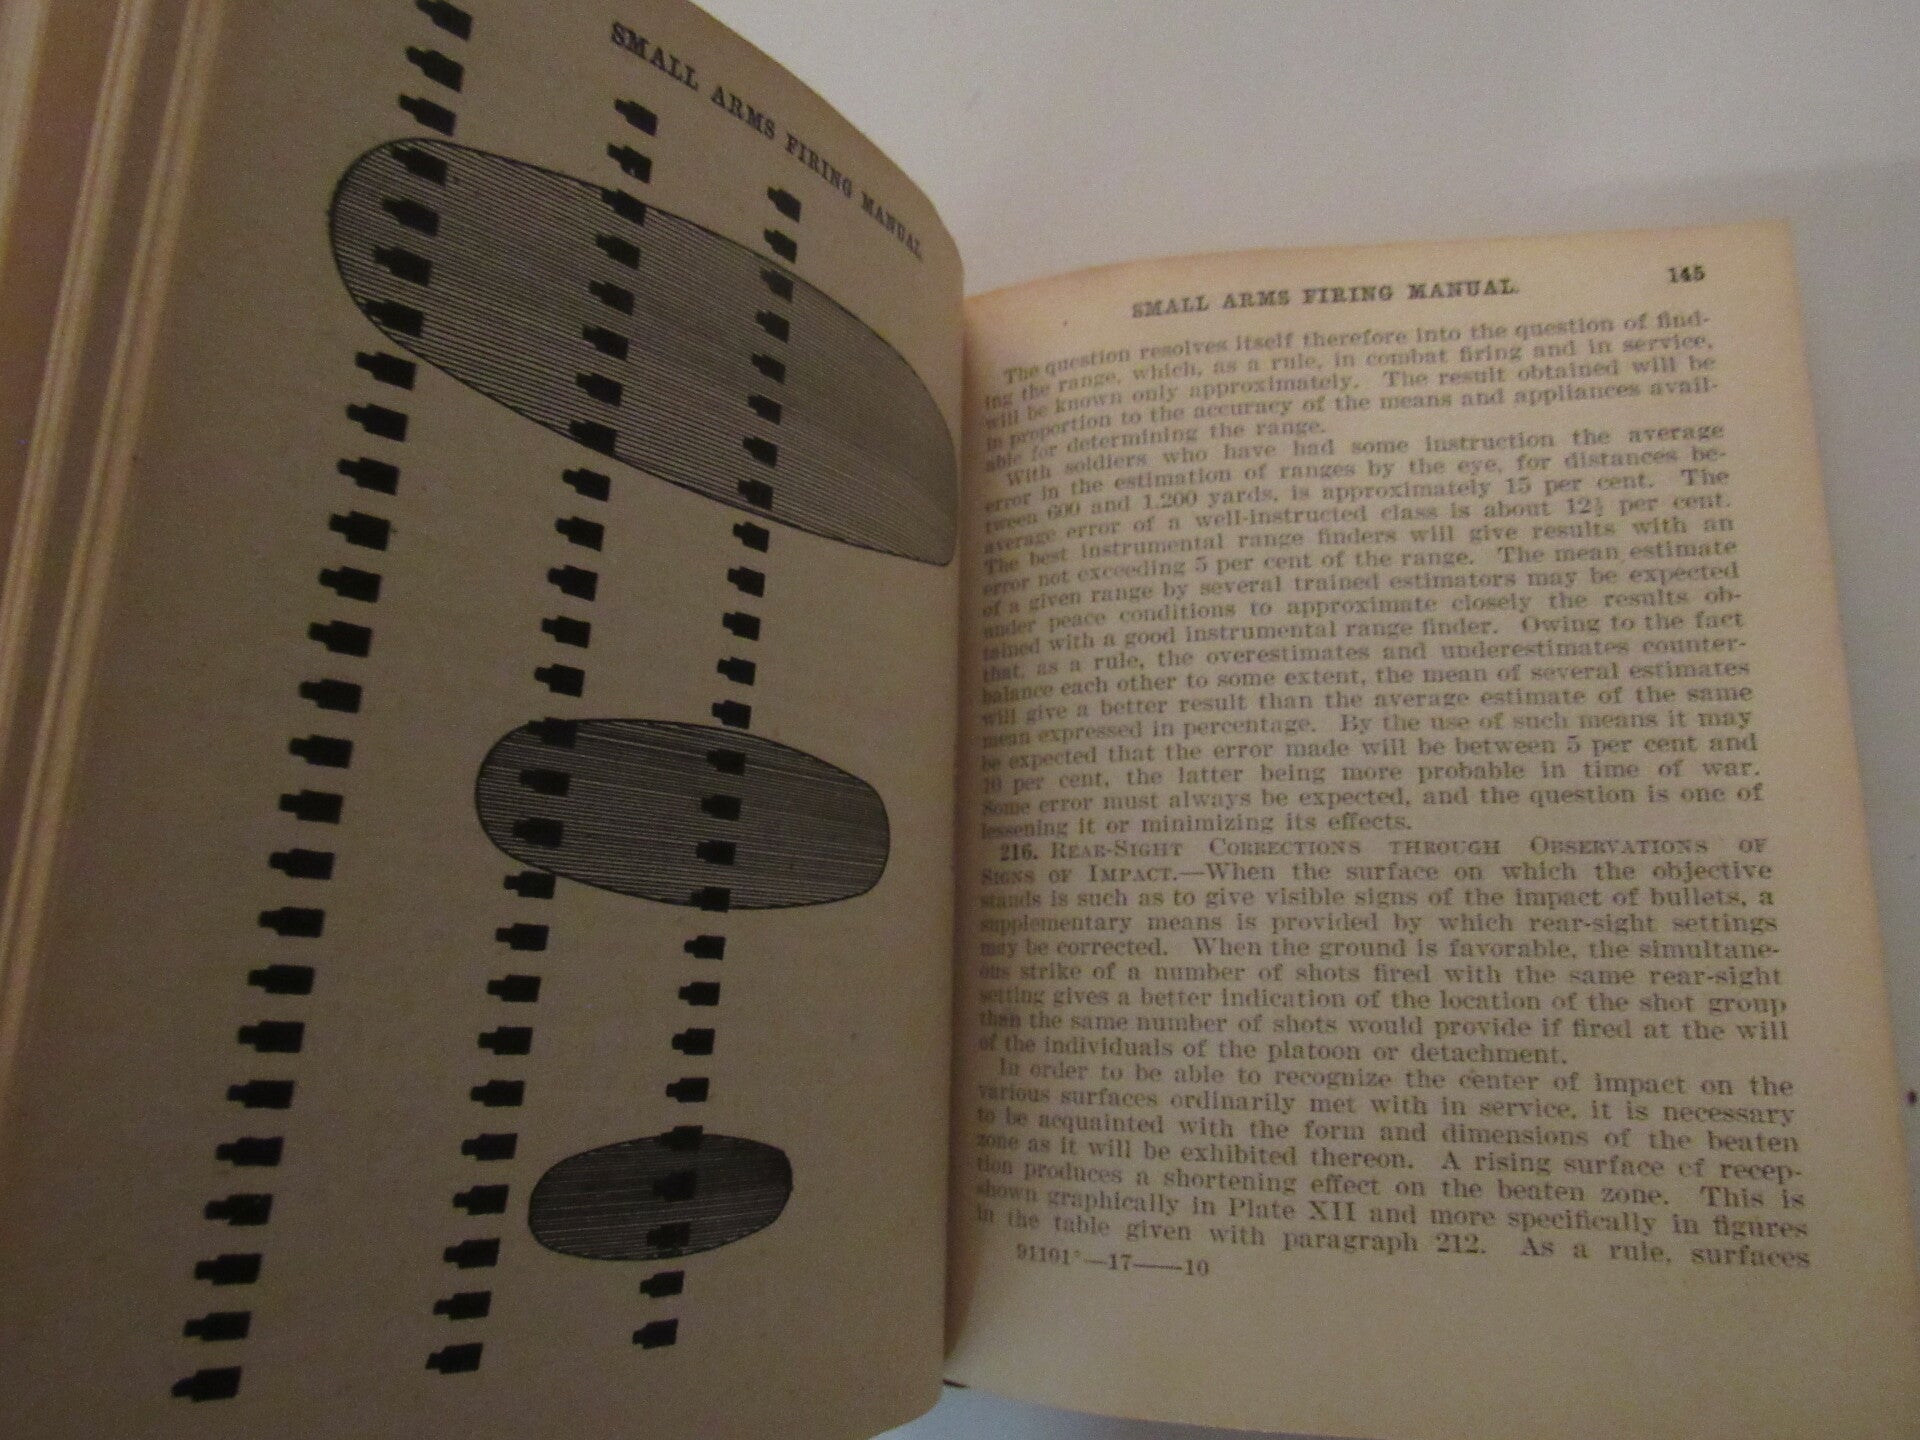 SMALL ARMS FIRING MANUAL.
SMALL ARMS FIRING MANUAL. 145
The question resolves itself therefore into the question of find-
ing the range, which, as a rule, in combat firing and in service,
will be known only approximately. The result obtained will be
in proportion to the accuracy of the means and appliances avail-
able for determining the range.
With soldiers who have had some instruction the average
error in the estimation of ranges by the eye, for distances be-
tween 600 and 1,200 yards, is approximately 15 per cent. The
average error of a well-instructed class is about 12½ per cent.
The best instrumental range finders will give results with an
error not exceeding 5 per cent of the range. The mean estimate
of a given range by several trained estimators may be expected
under peace conditions to approximate closely the results ob-
tained with a good instrumental range finder. Owing to the fact
that, as a rule, the overestimates and underestimates counter-
balance each other to some extent, the mean of several estimates
will give a better result than the average estimate of the same
mean expressed in percentage. By the use of such means it may
be expected that the error made will be between 5 per cent and
10 per cent, the latter being more probable in time of war.
Some error must always be expected, and the question is one of
lessening it or minimizing its effects.
216. REAR-SIGHT CORRECTIONS THROUGH OBSERVATIONS OF
SIGNS OF IMPACT.—When the surface on which the objective
stands is such as to give visible signs of the impact of bullets, a
supplementary means is provided by which rear-sight settings
may be corrected. When the ground is favorable, the simultane-
ous strike of a number of shots fired with the same rear-sight
setting gives a better indication of the location of the shot group
than the same number of shots would provide if fired at the will
of the individuals of the platoon or detachment.
In order to be able to recognize the center of impact on the
various surfaces ordinarily met with in service, it is necessary
to be acquainted with the form and dimensions of the beaten
zone as it will be exhibited thereon. A rising surface of recep-
tion produces a shortening effect on the beaten zone. This is
shown graphically in Plate XII and more specifically in figures
in the table given with paragraph 212. As a rule, surfaces
91101°—17——10